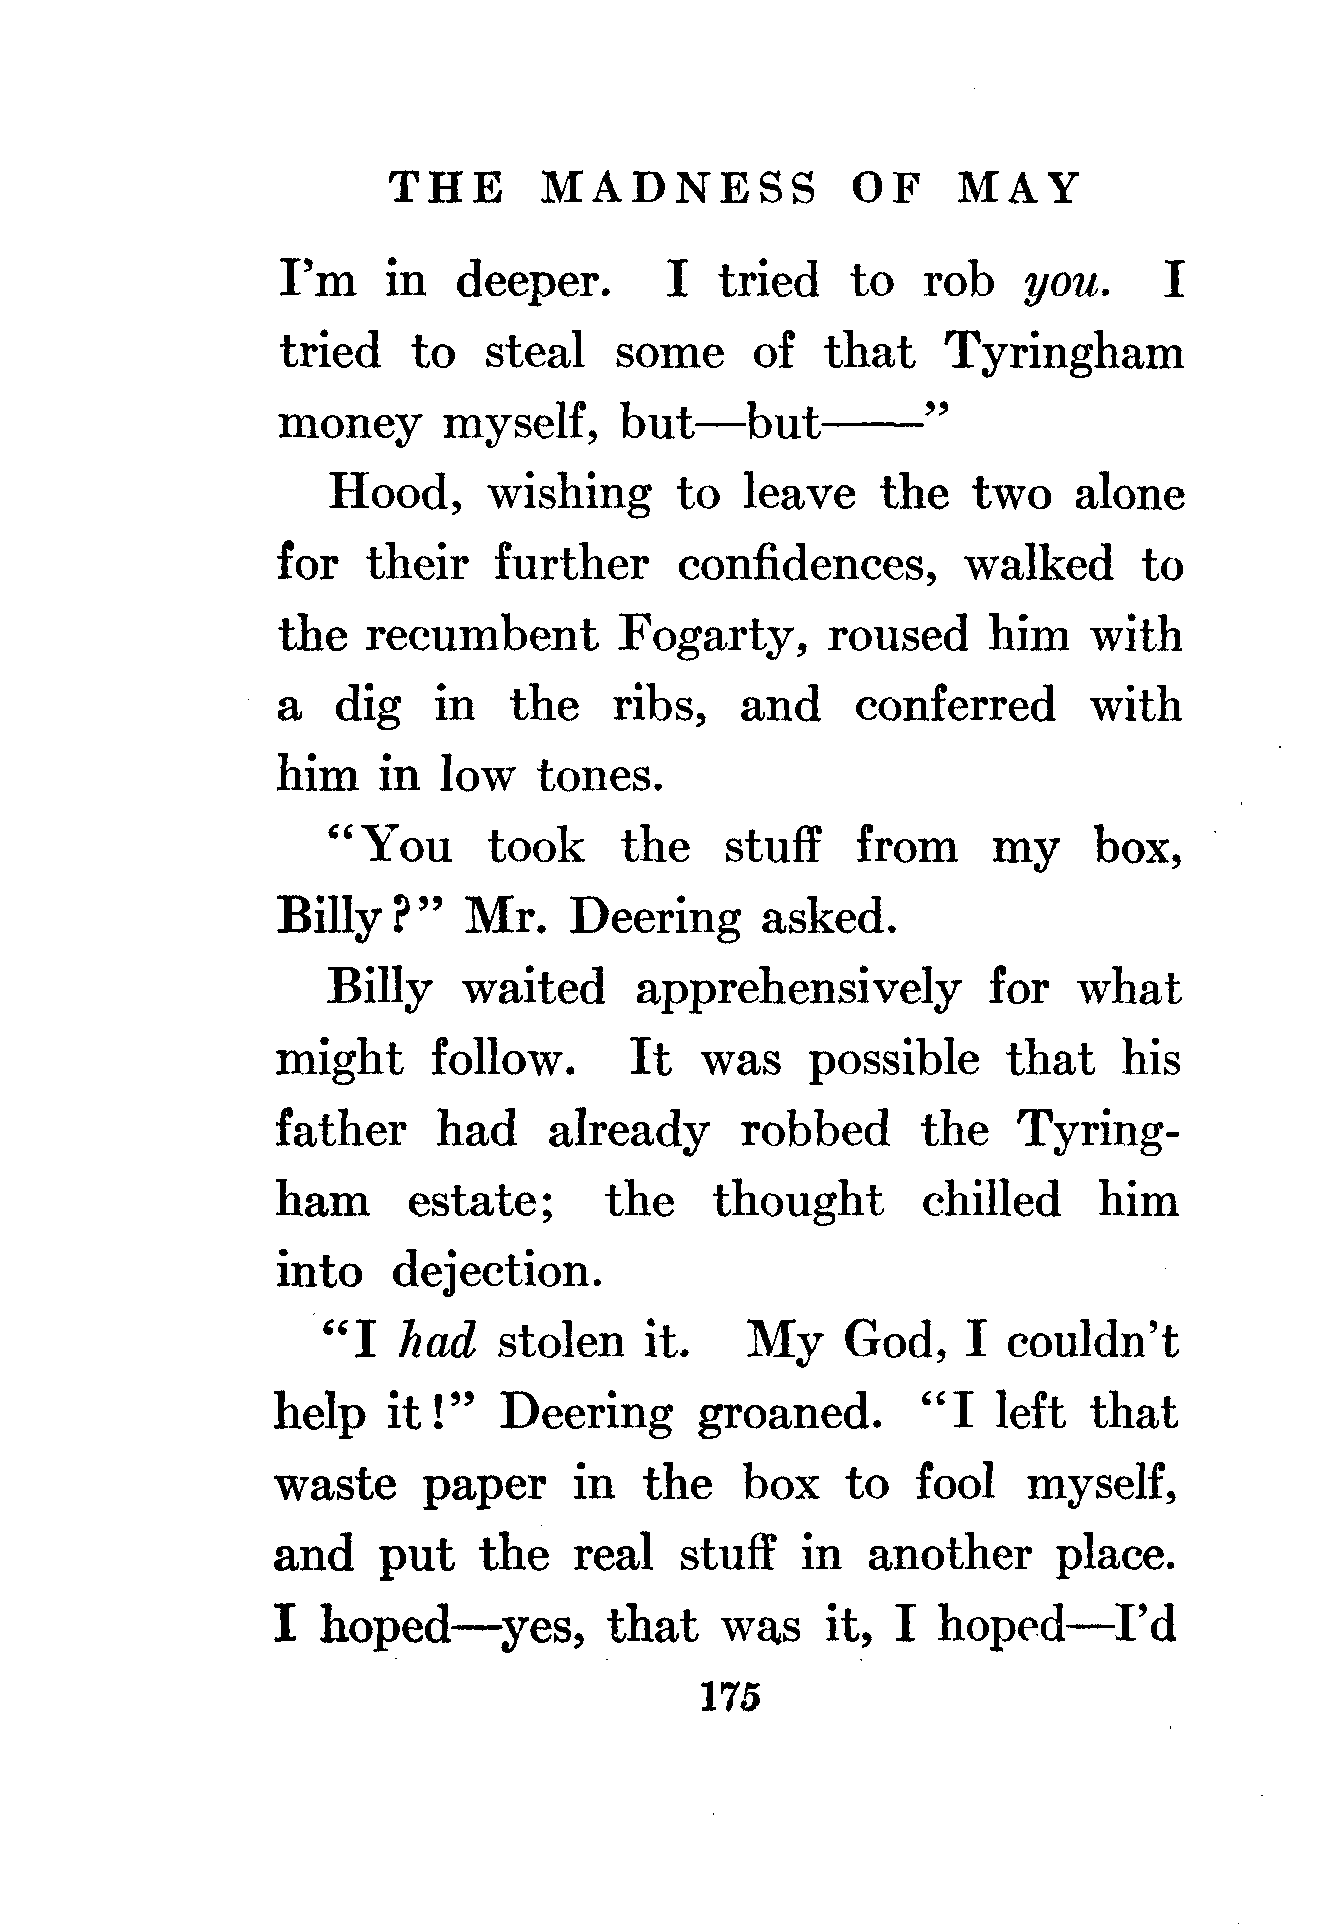 THE MADNESS OF MAY
I'm in deeper. I tried to rob you. I
tried to steal some of that Tyringham
money myself, but—but——"
Hood, wishing to leave the two alone
for their further confidences, walked to
the recumbent Fogarty, roused him with
a dig in the ribs, and conferred with
him in low tones.
"You took the stuff from my box,
Billy?" Mr. Deering asked.
Billy waited apprehensively for what
might follow. It was possible that his
father had already robbed the Tyring-
ham estate; the thought chilled him
into dejection.
"I had stolen it. My God, I couldn't
help it!" Deering groaned. "I left that
waste paper in the box to fool myself,
and put the real stuff in another place.
I hoped—yes, that was it, I hoped—I'd
175